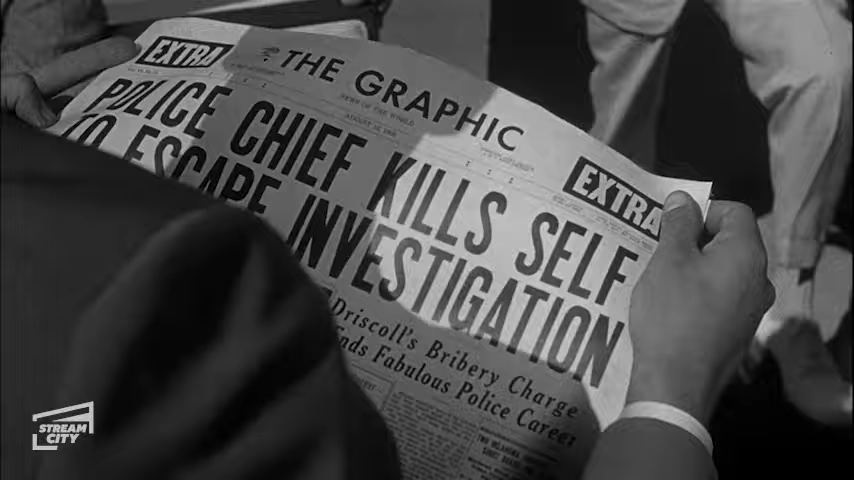 EXTRA
THE GRAPHIC
NEWS OF THE WORLD
EXTRA
POLICE CHIEF KILLS SELF
TO ESCAPE INVESTIGATION
Driscoll's Bribery Charge
Ends Fabulous Police Career
STREAM
CITY